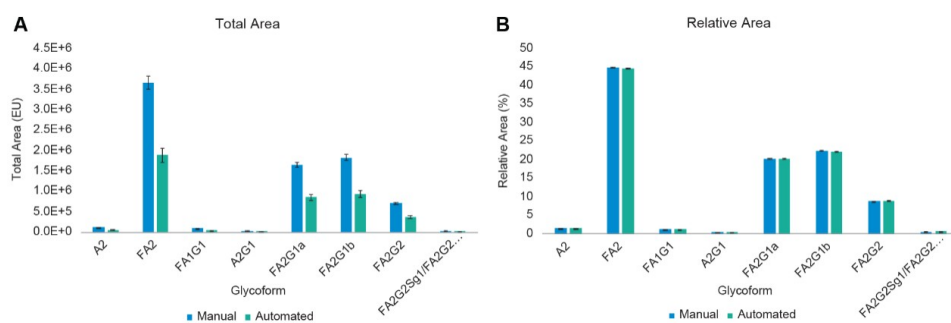 A
Total Area
Total Area (EU)
4.5E+6
4.0E+6
3.5E+6
3.0E+6
2.5E+6
2.0E+6
1.5E+6
1.0E+6
5.0E+5
0.0E+0
A2
FA2
FA1G1
A2G1
FA2G1a
FA2G1b
FA2G2
FA2G2Sg1/FA2G2...
Glycoform
Manual
Automated
B
Relative Area
Relative Area (%)
50
45
40
35
30
25
20
15
10
5
0
A2
FA2
FA1G1
A2G1
FA2G1a
FA2G1b
FA2G2
FA2G2Sg1/FA2G2...
Glycoform
Manual
Automated